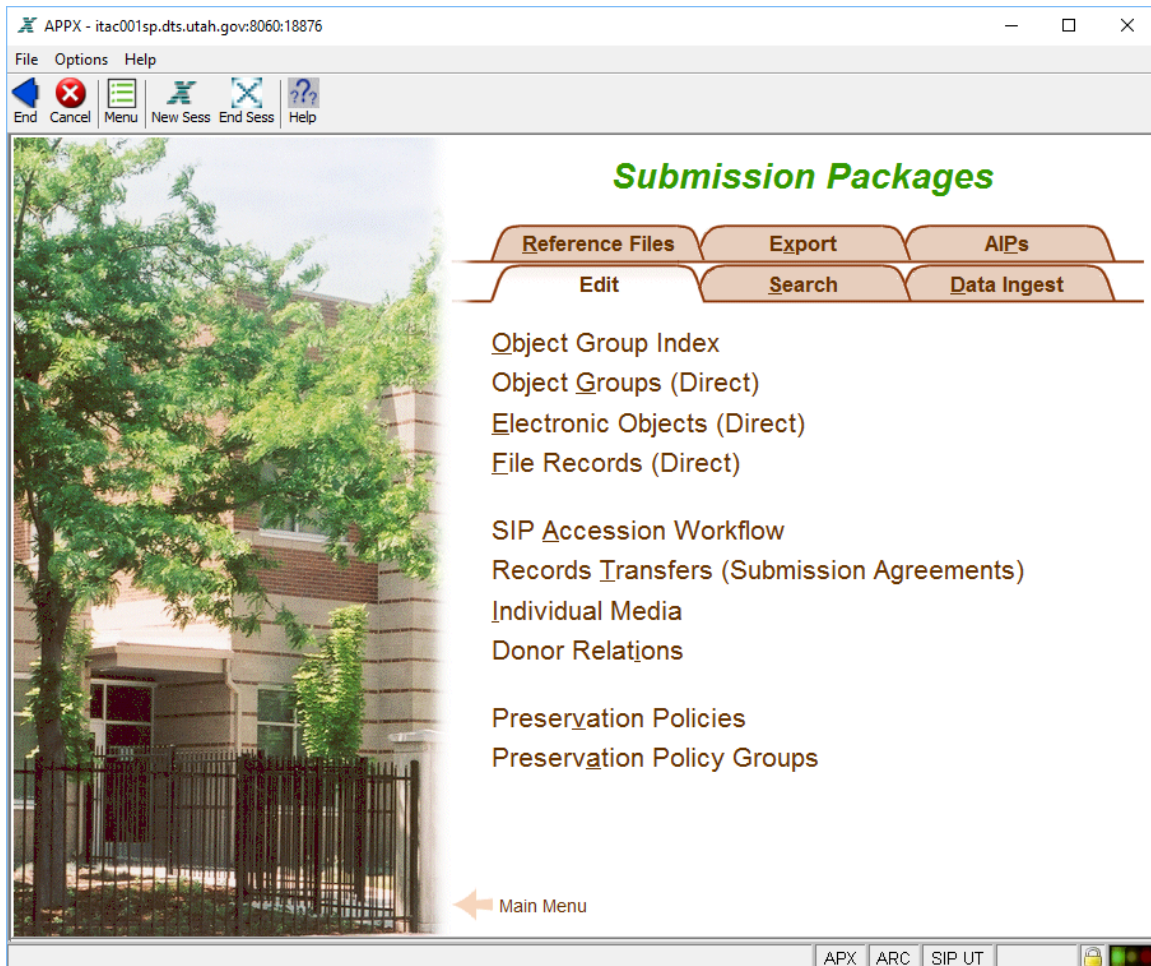 APPX - itac001sp.dts.utah.gov:8060:18876
File Options Help
End Cancel Menu New Sess End Sess Help
Submission Packages
Reference Files Export AIPs
Edit Search Data Ingest
Object Group Index
Object Groups (Direct)
Electronic Objects (Direct)
File Records (Direct)
SIP Accession Workflow
Records Transfers (Submission Agreements)
Individual Media
Donor Relations
Preservation Policies
Preservation Policy Groups
Main Menu
APX ARC SIP UT